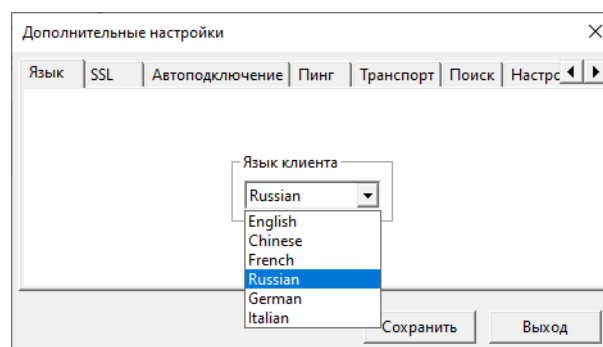 Дополнительные настройки
Язык SSL Автоподключение Пинг Транспорт Поиск Настро
Язык клиента
Russian
English
Chinese
French
Russian
German
Italian
Сохранить Выход